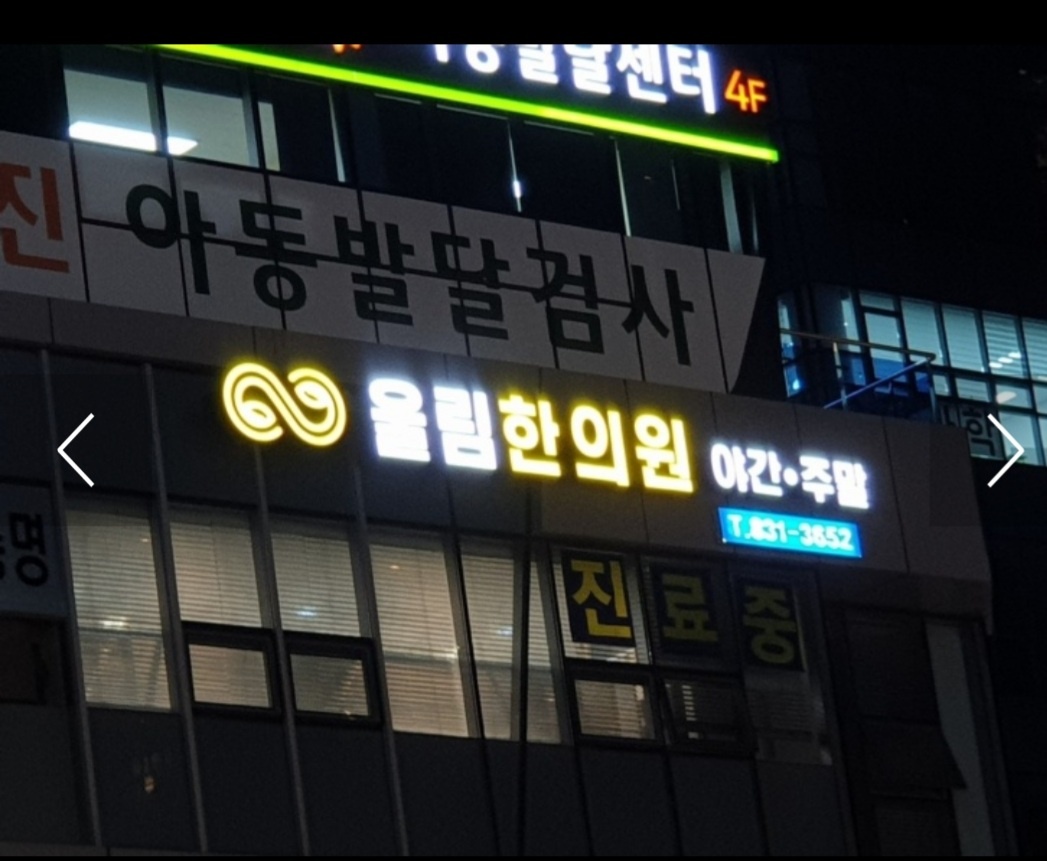 발달센터 4F
진 아동발달검사
올림한의원 야간•주말
T.831-3652
진료중